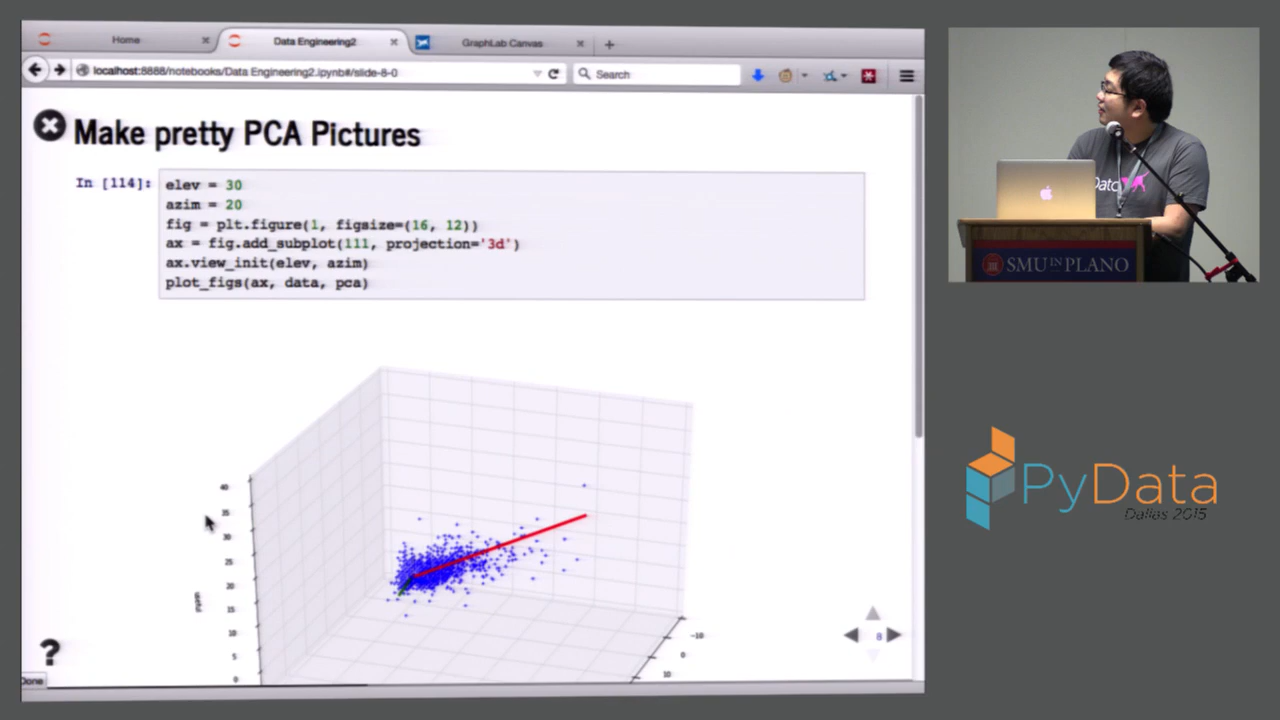 Home
Data Engineering2
GraphLab Canvas
localhost:8888/notebooks/Data Engineering2.ipynb#/slide-8-0
Search
Make pretty PCA Pictures
In [114]:
elev = 30
azim = 20
fig = plt.figure(1, figsize=(16, 12))
ax = fig.add_subplot(111, projection='3d')
ax.view_init(elev, azim)
plot_figs(ax, data, pca)
40
35
30
25
20
15
10
5
0
-10
0
10
8
?
Done
Dato
SMU IN PLANO
PyData
Dallas 2015